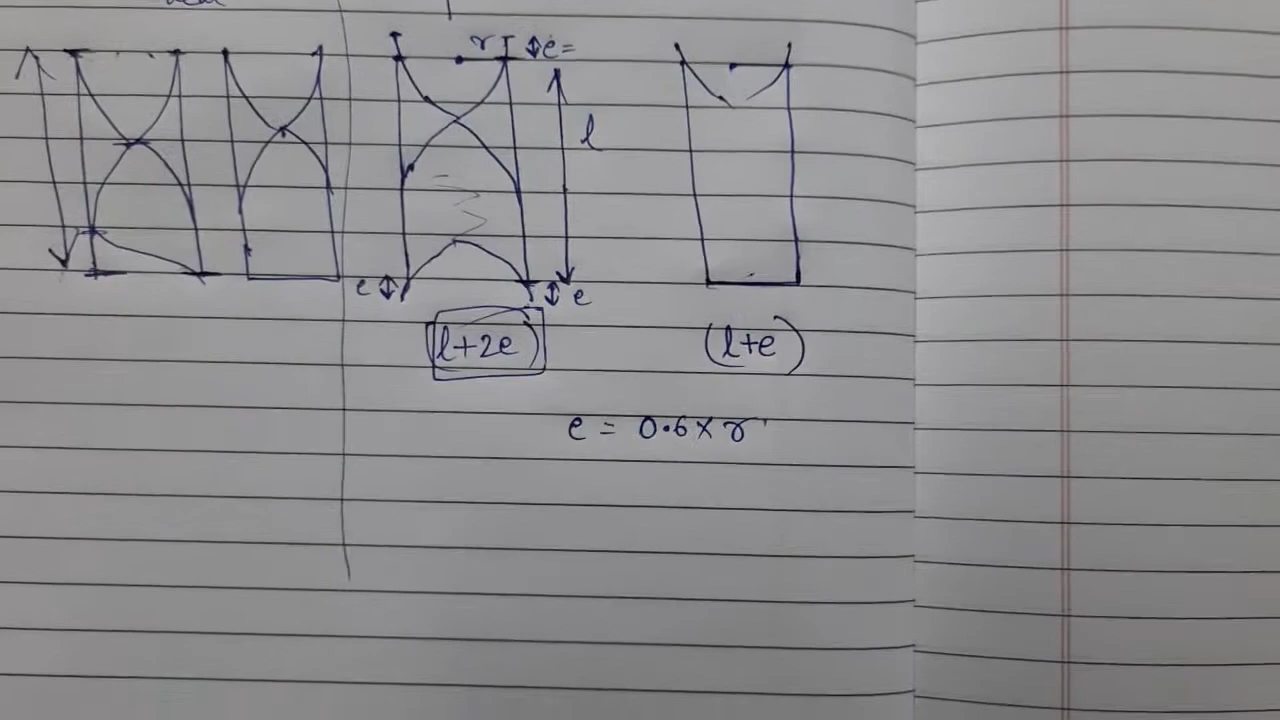 r e=
l
e e
(l+2e) (l+e)
e = 0.6 × r